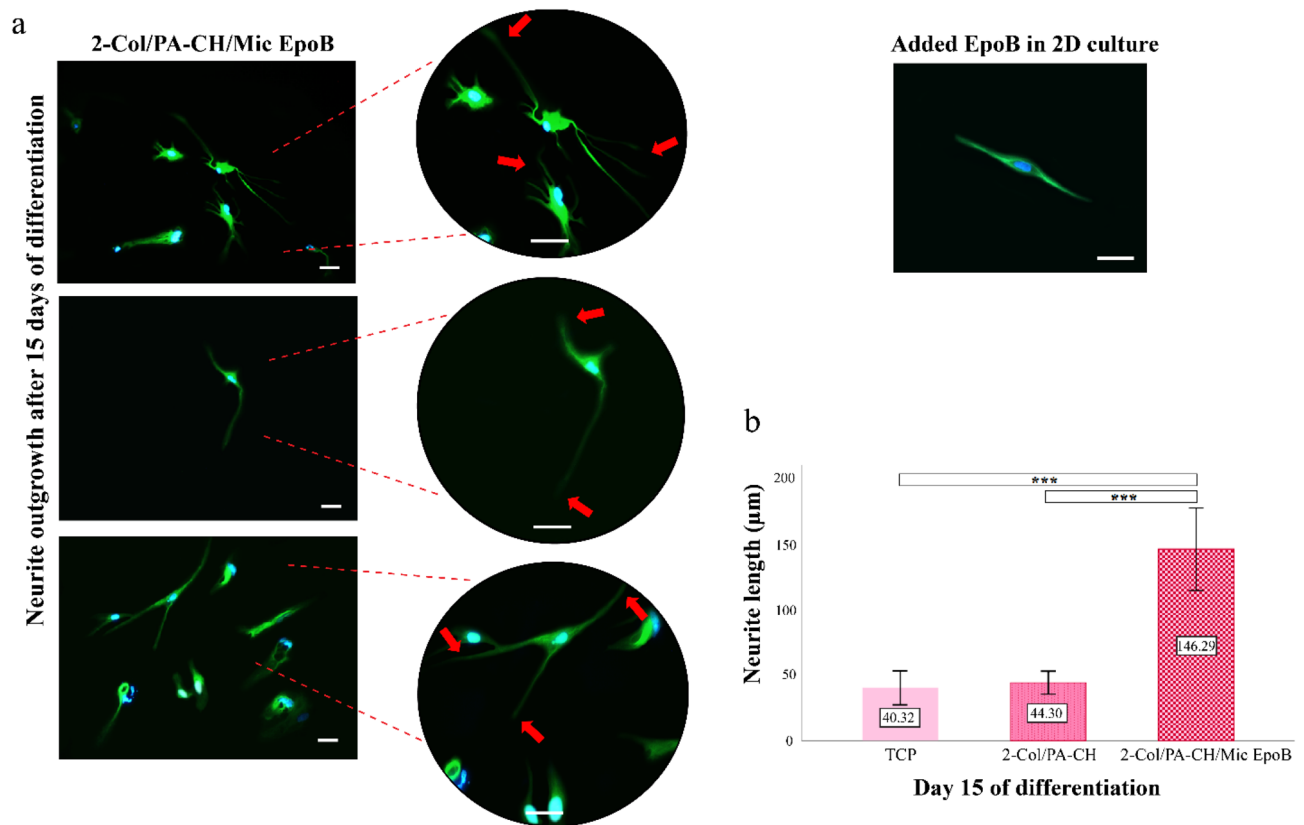 a
2-Col/PA-CH/Mic EpoB
Added EpoB in 2D culture
Neurite outgrowth after 15 days of differentiation
b
Neurite length (µm)
200
150
100
50
0
***
***
40.32
44.30
146.29
TCP
2-Col/PA-CH
2-Col/PA-CH/Mic EpoB
Day 15 of differentiation